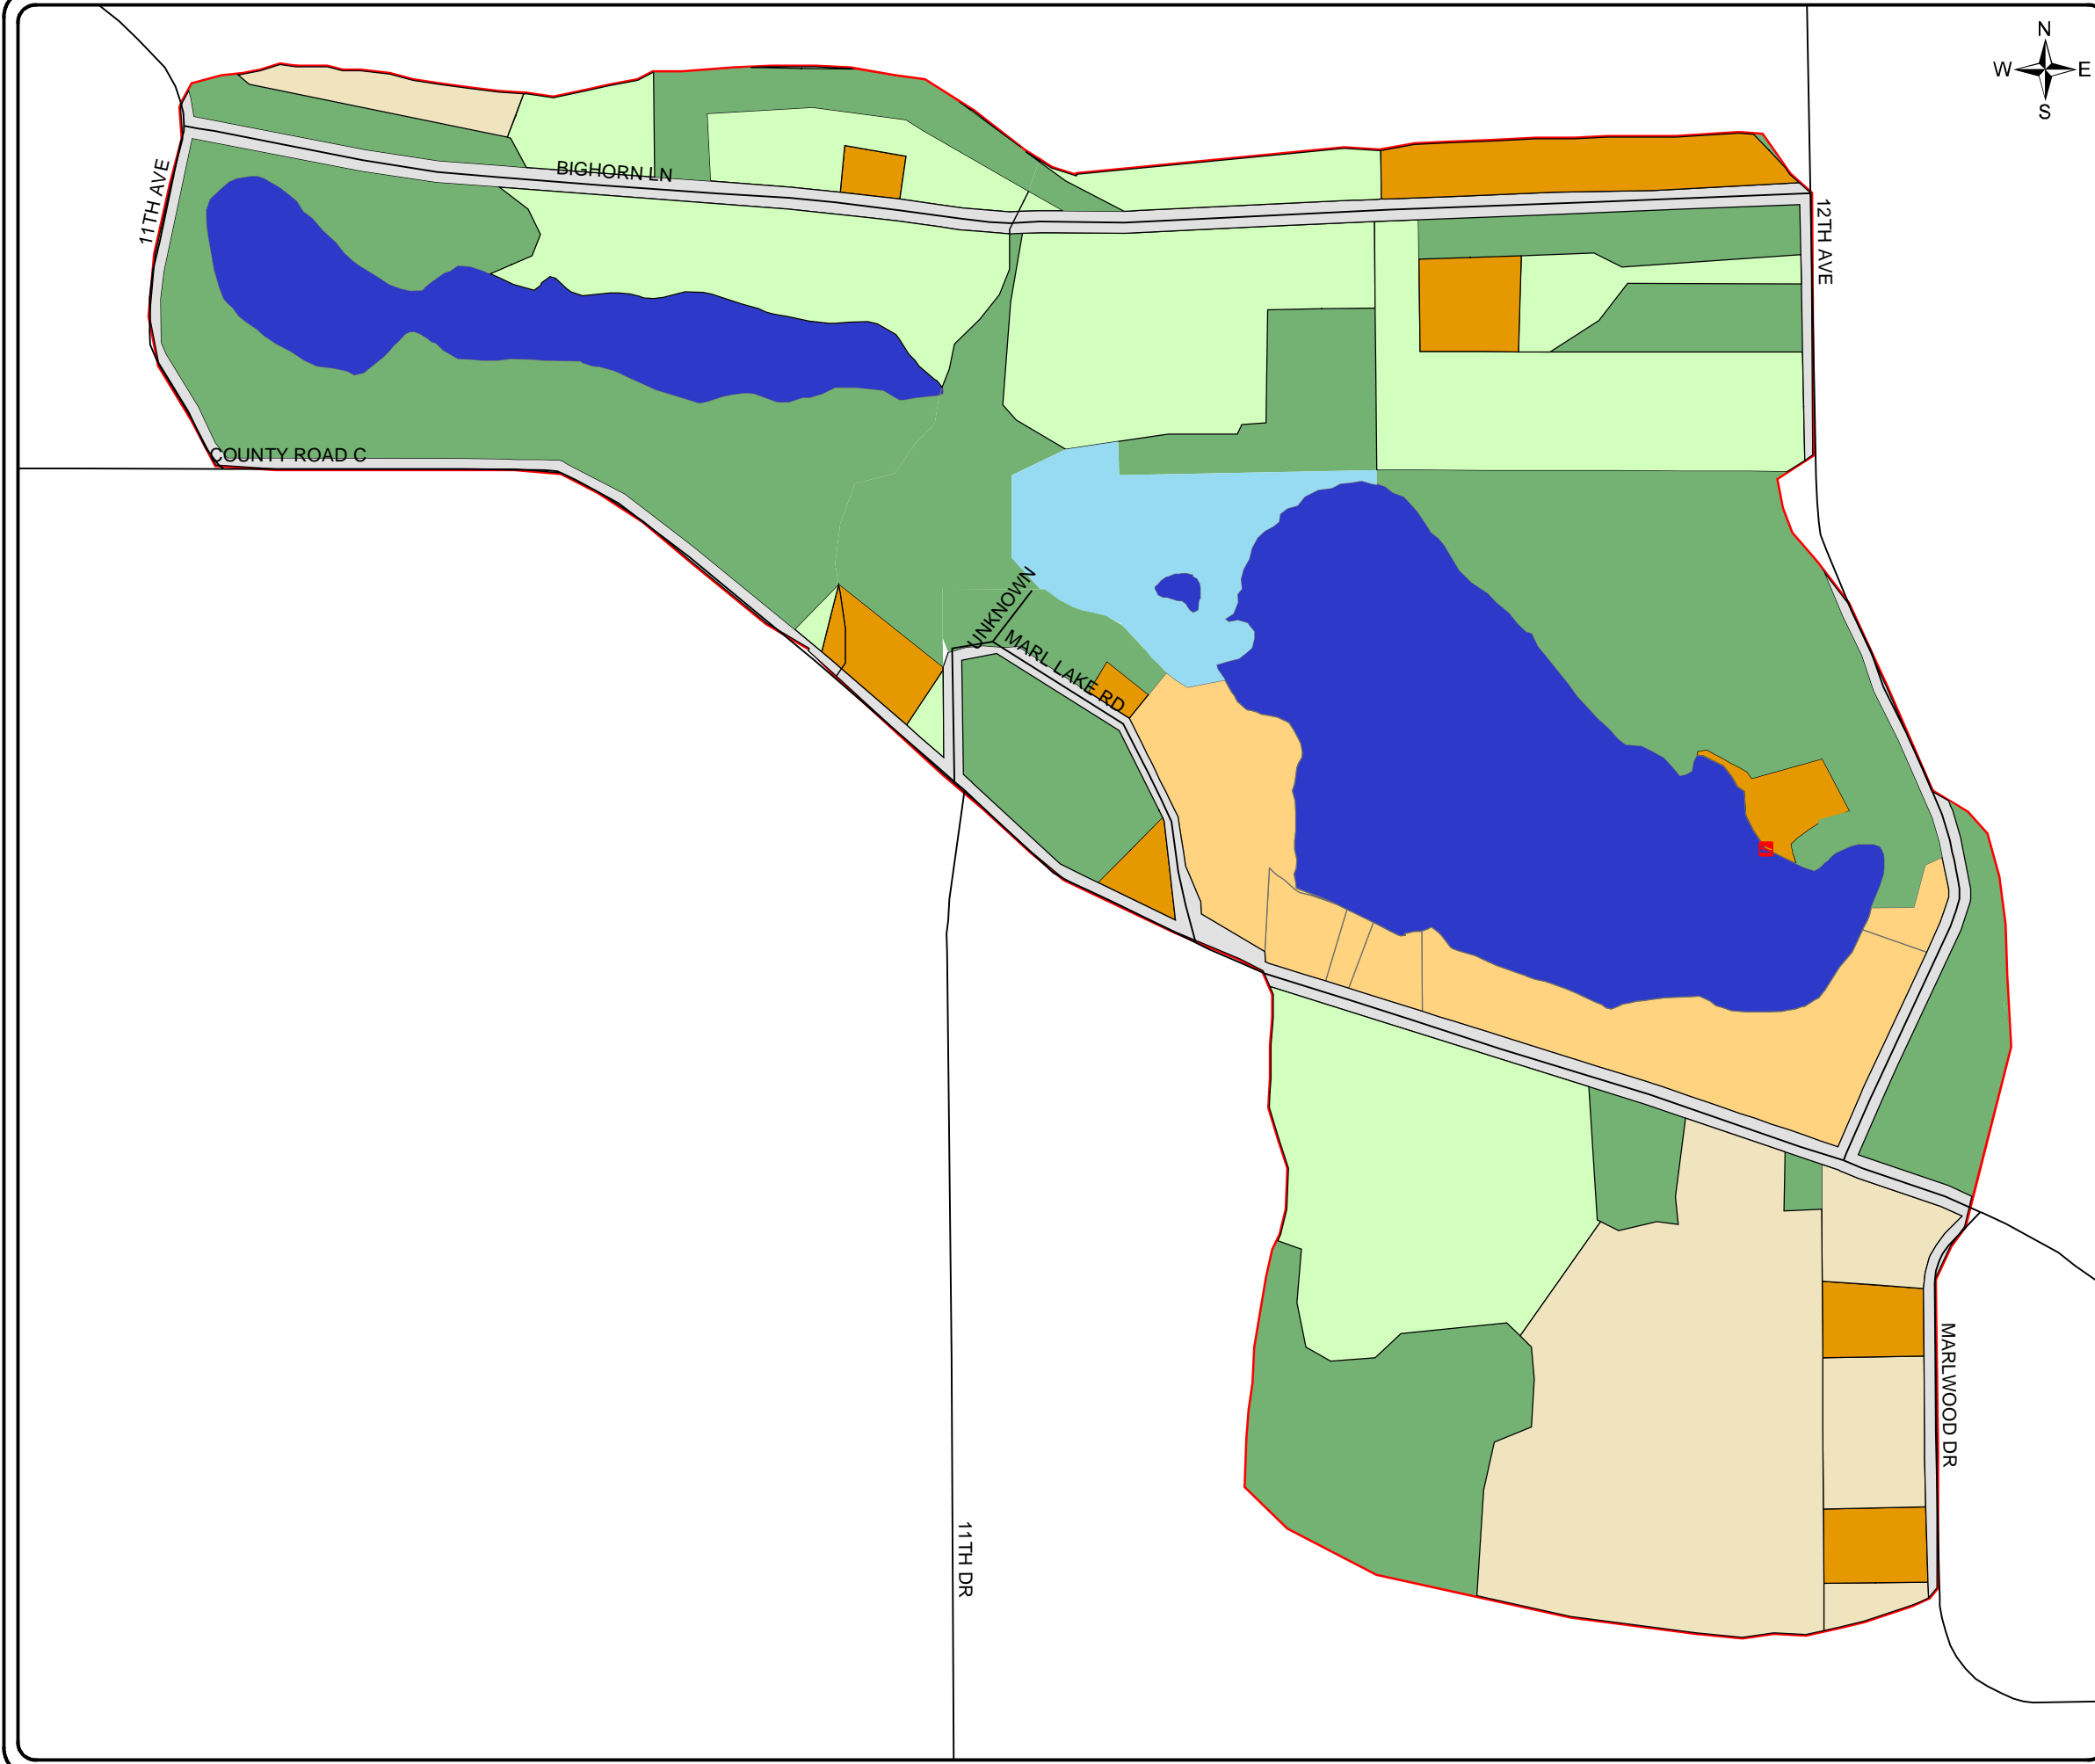 N
W E
S
BIGHORN LN
11TH AVE
12TH AVE
COUNTY ROAD C
UNKNOWN
MARL LAKE RD
MARLWOOD DR
11TH DR